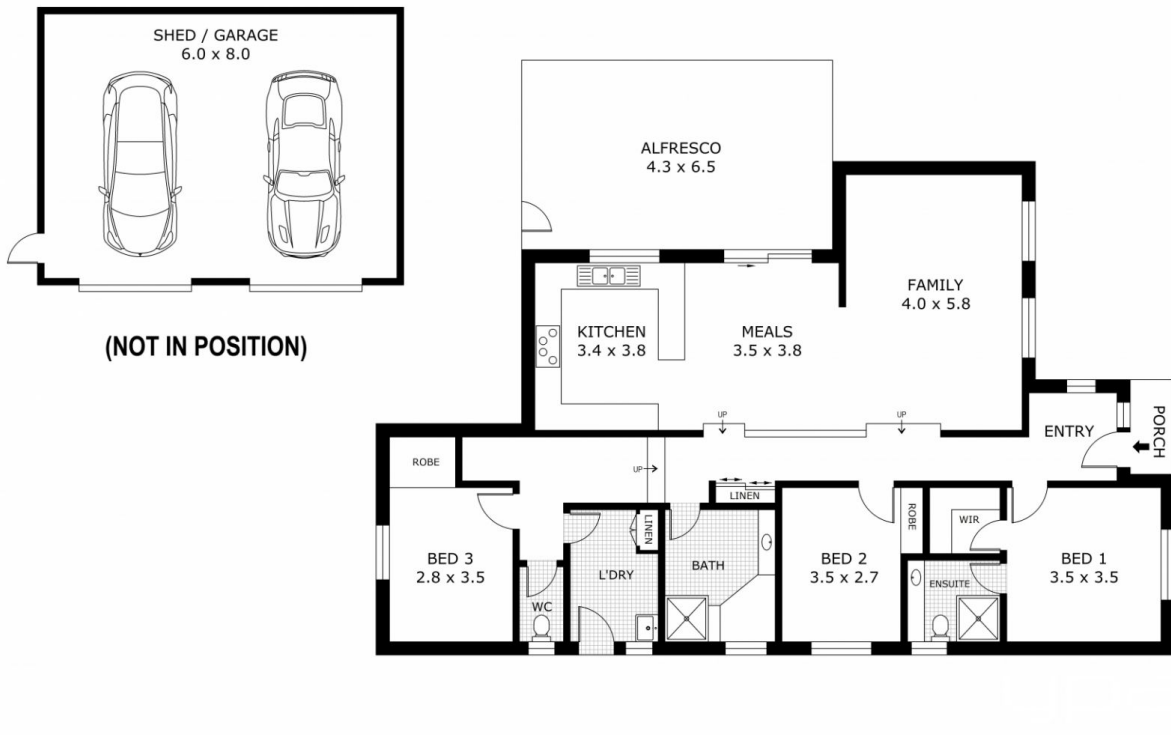 SHED / GARAGE
6.0 x 8.0
ALFRESCO
4.3 x 6.5
FAMILY
4.0 x 5.8
KITCHEN
3.4 x 3.8
MEALS
3.5 x 3.8
(NOT IN POSITION)
UP
UP
ENTRY
PORCH
ROBE
UP
LINEN
LINEN
ROBE
WIR
BED 3
2.8 x 3.5
L'DRY
BATH
BED 2
3.5 x 2.7
ENSUITE
BED 1
3.5 x 3.5
WC